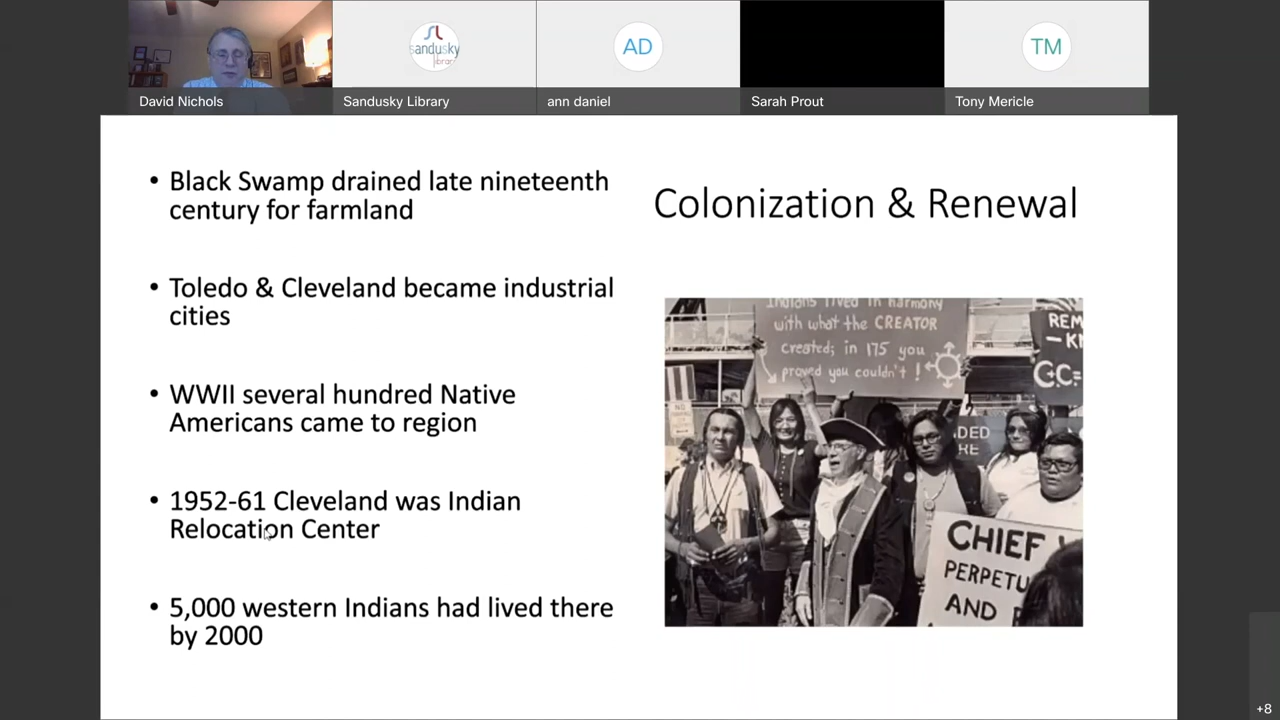 sandusky
library
AD
TM
David Nichols
Sandusky Library
ann daniel
Sarah Prout
Tony Mericle
• Black Swamp drained late nineteenth
century for farmland
• Toledo & Cleveland became industrial
cities
• WWII several hundred Native
Americans came to region
• 1952-61 Cleveland was Indian
Relocation Center
• 5,000 western Indians had lived there
by 2000
Colonization & Renewal
Indians lived in harmony
with what the CREATOR
created; in 175 you
proved you couldn't!
REM
CHIEF
PERPETU
AND
+8